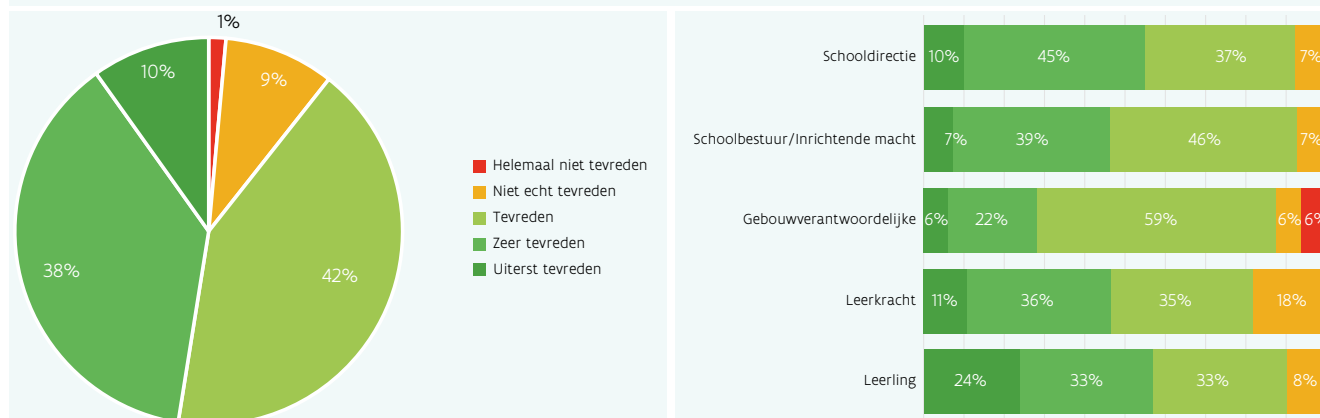 1%
10%
9%
38%
42%
Helemaal niet tevreden
Niet echt tevreden
Tevreden
Zeer tevreden
Uiterst tevreden
Schooldirectie 10% 45% 37% 7%
Schoolbestuur/Inrichtende macht 7% 39% 46% 7%
Gebouwverantwoordelijke 6% 22% 59% 6% 6%
Leerkracht 11% 36% 35% 18%
Leerling 24% 33% 33% 8%